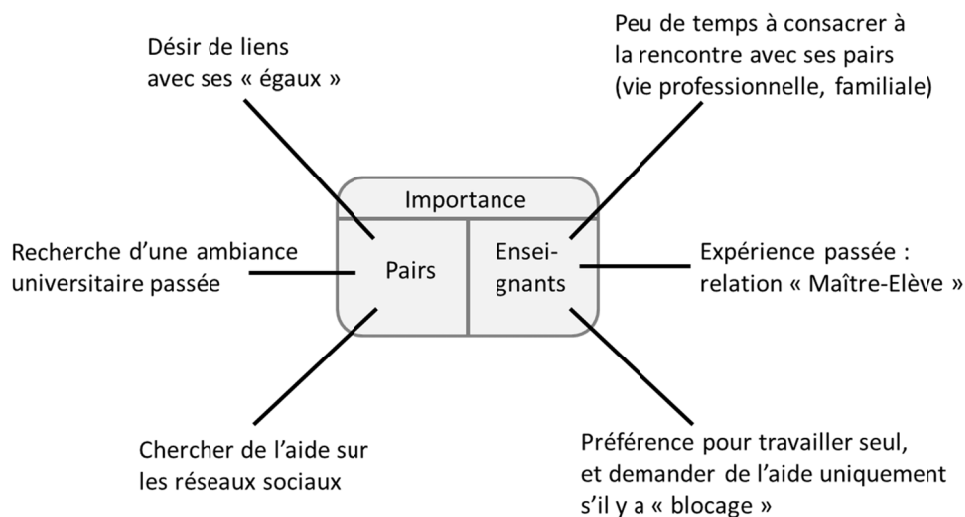 Désir de liens
avec ses « égaux »
Peu de temps à consacrer à
la rencontre avec ses pairs
(vie professionnelle, familiale)
Importance
Recherche d’une ambiance
universitaire passée
Pairs
Ensei-
gnants
Expérience passée :
relation « Maître-Elève »
Chercher de l’aide sur
les réseaux sociaux
Préférence pour travailler seul,
et demander de l’aide uniquement
s’il y a « blocage »